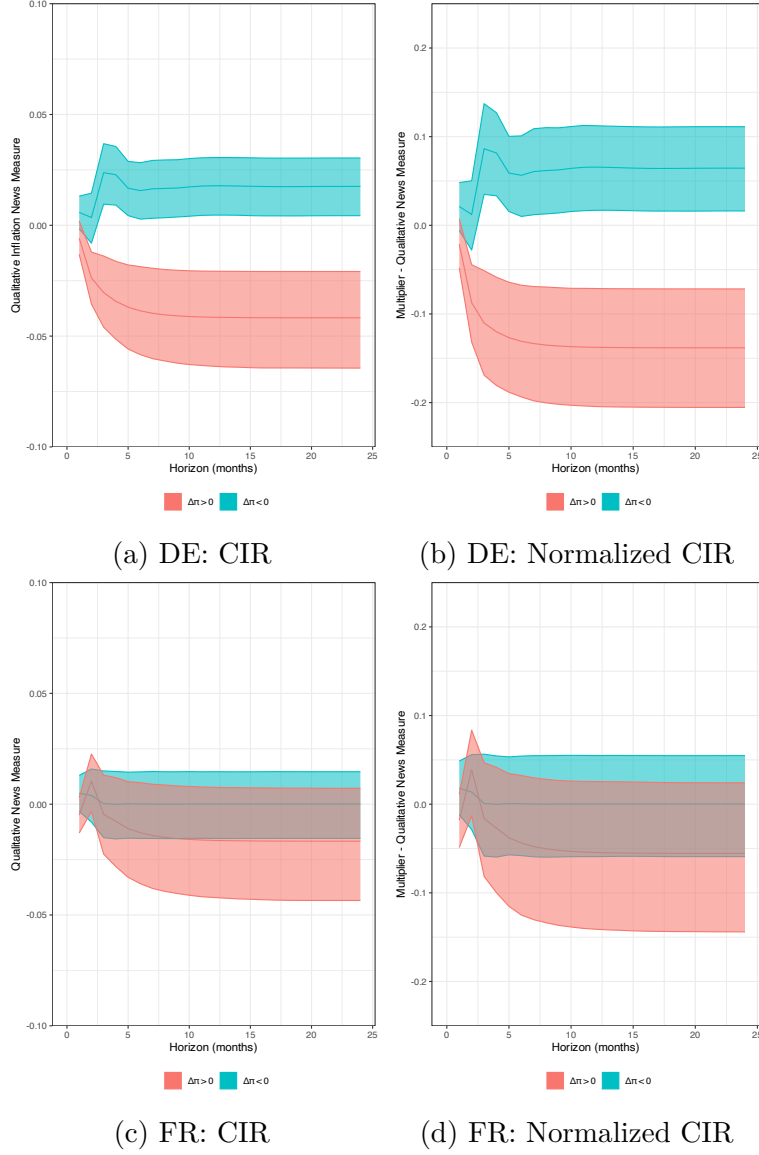 0.10
0.05
0.00
-0.05
-0.10
Qualitative Inflation News Measure
0 5 10 15 20 25
Horizon (months)
Δπ>0 Δπ<0
(a) DE: CIR
0.2
0.1
0.0
-0.1
-0.2
Multiplier - Qualitative News Measure
0 5 10 15 20 25
Horizon (months)
Δπ>0 Δπ<0
(b) DE: Normalized CIR
0.10
0.05
0.00
-0.05
-0.10
Qualitative News Measure
0 5 10 15 20 25
Horizon (months)
Δπ>0 Δπ<0
(c) FR: CIR
0.2
0.1
0.0
-0.1
-0.2
Multiplier - Qualitative News Measure
0 5 10 15 20 25
Horizon (months)
Δπ>0 Δπ<0
(d) FR: Normalized CIR